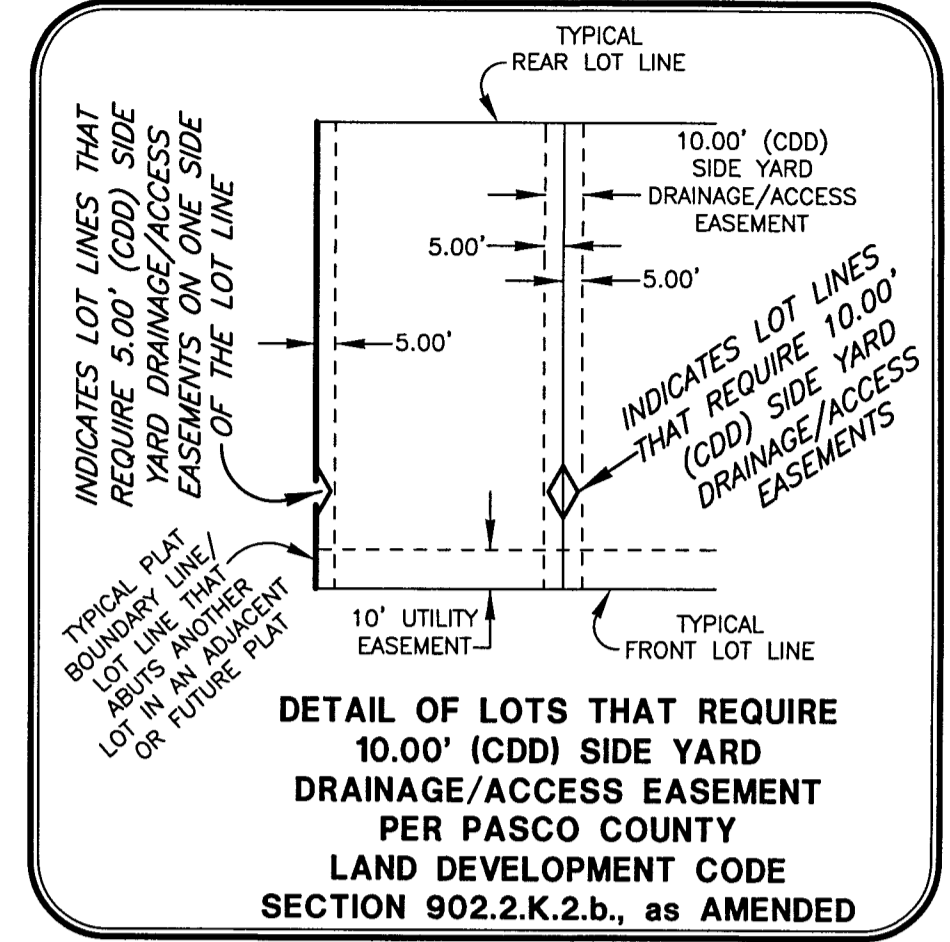 TYPICAL
REAR LOT LINE
INDICATES LOT LINES THAT
REQUIRE 5.00' (CDD) SIDE
YARD DRAINAGE/ACCESS
EASEMENTS ON ONE SIDE
OF THE LOT LINE
10.00' (CDD)
SIDE YARD
DRAINAGE/ACCESS
EASEMENT
5.00'
5.00'
5.00'
INDICATES LOT LINES
THAT REQUIRE 10.00'
(CDD) SIDE YARD
DRAINAGE/ACCESS
EASEMENTS
TYPICAL PLAT
BOUNDARY LINE/
LOT LINE THAT
ABUTS ANOTHER
LOT IN AN ADJACENT
OR FUTURE PLAT
10' UTILITY
EASEMENT
TYPICAL
FRONT LOT LINE
DETAIL OF LOTS THAT REQUIRE
10.00' (CDD) SIDE YARD
DRAINAGE/ACCESS EASEMENT
PER PASCO COUNTY
LAND DEVELOPMENT CODE
SECTION 902.2.K.2.b., as AMENDED